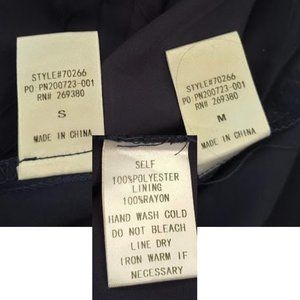 STYLE#70266
PO PN200723-001
RN# 269380
S
MADE IN CHINA
STYLE#70266
PO PN200723-001
RN# 269380
M
MADE IN CHINA
SELF
100%POLYESTER
LINING
100%RAYON
HAND WASH COLD
DO NOT BLEACH
LINE DRY
IRON WARM IF
NECESSARY